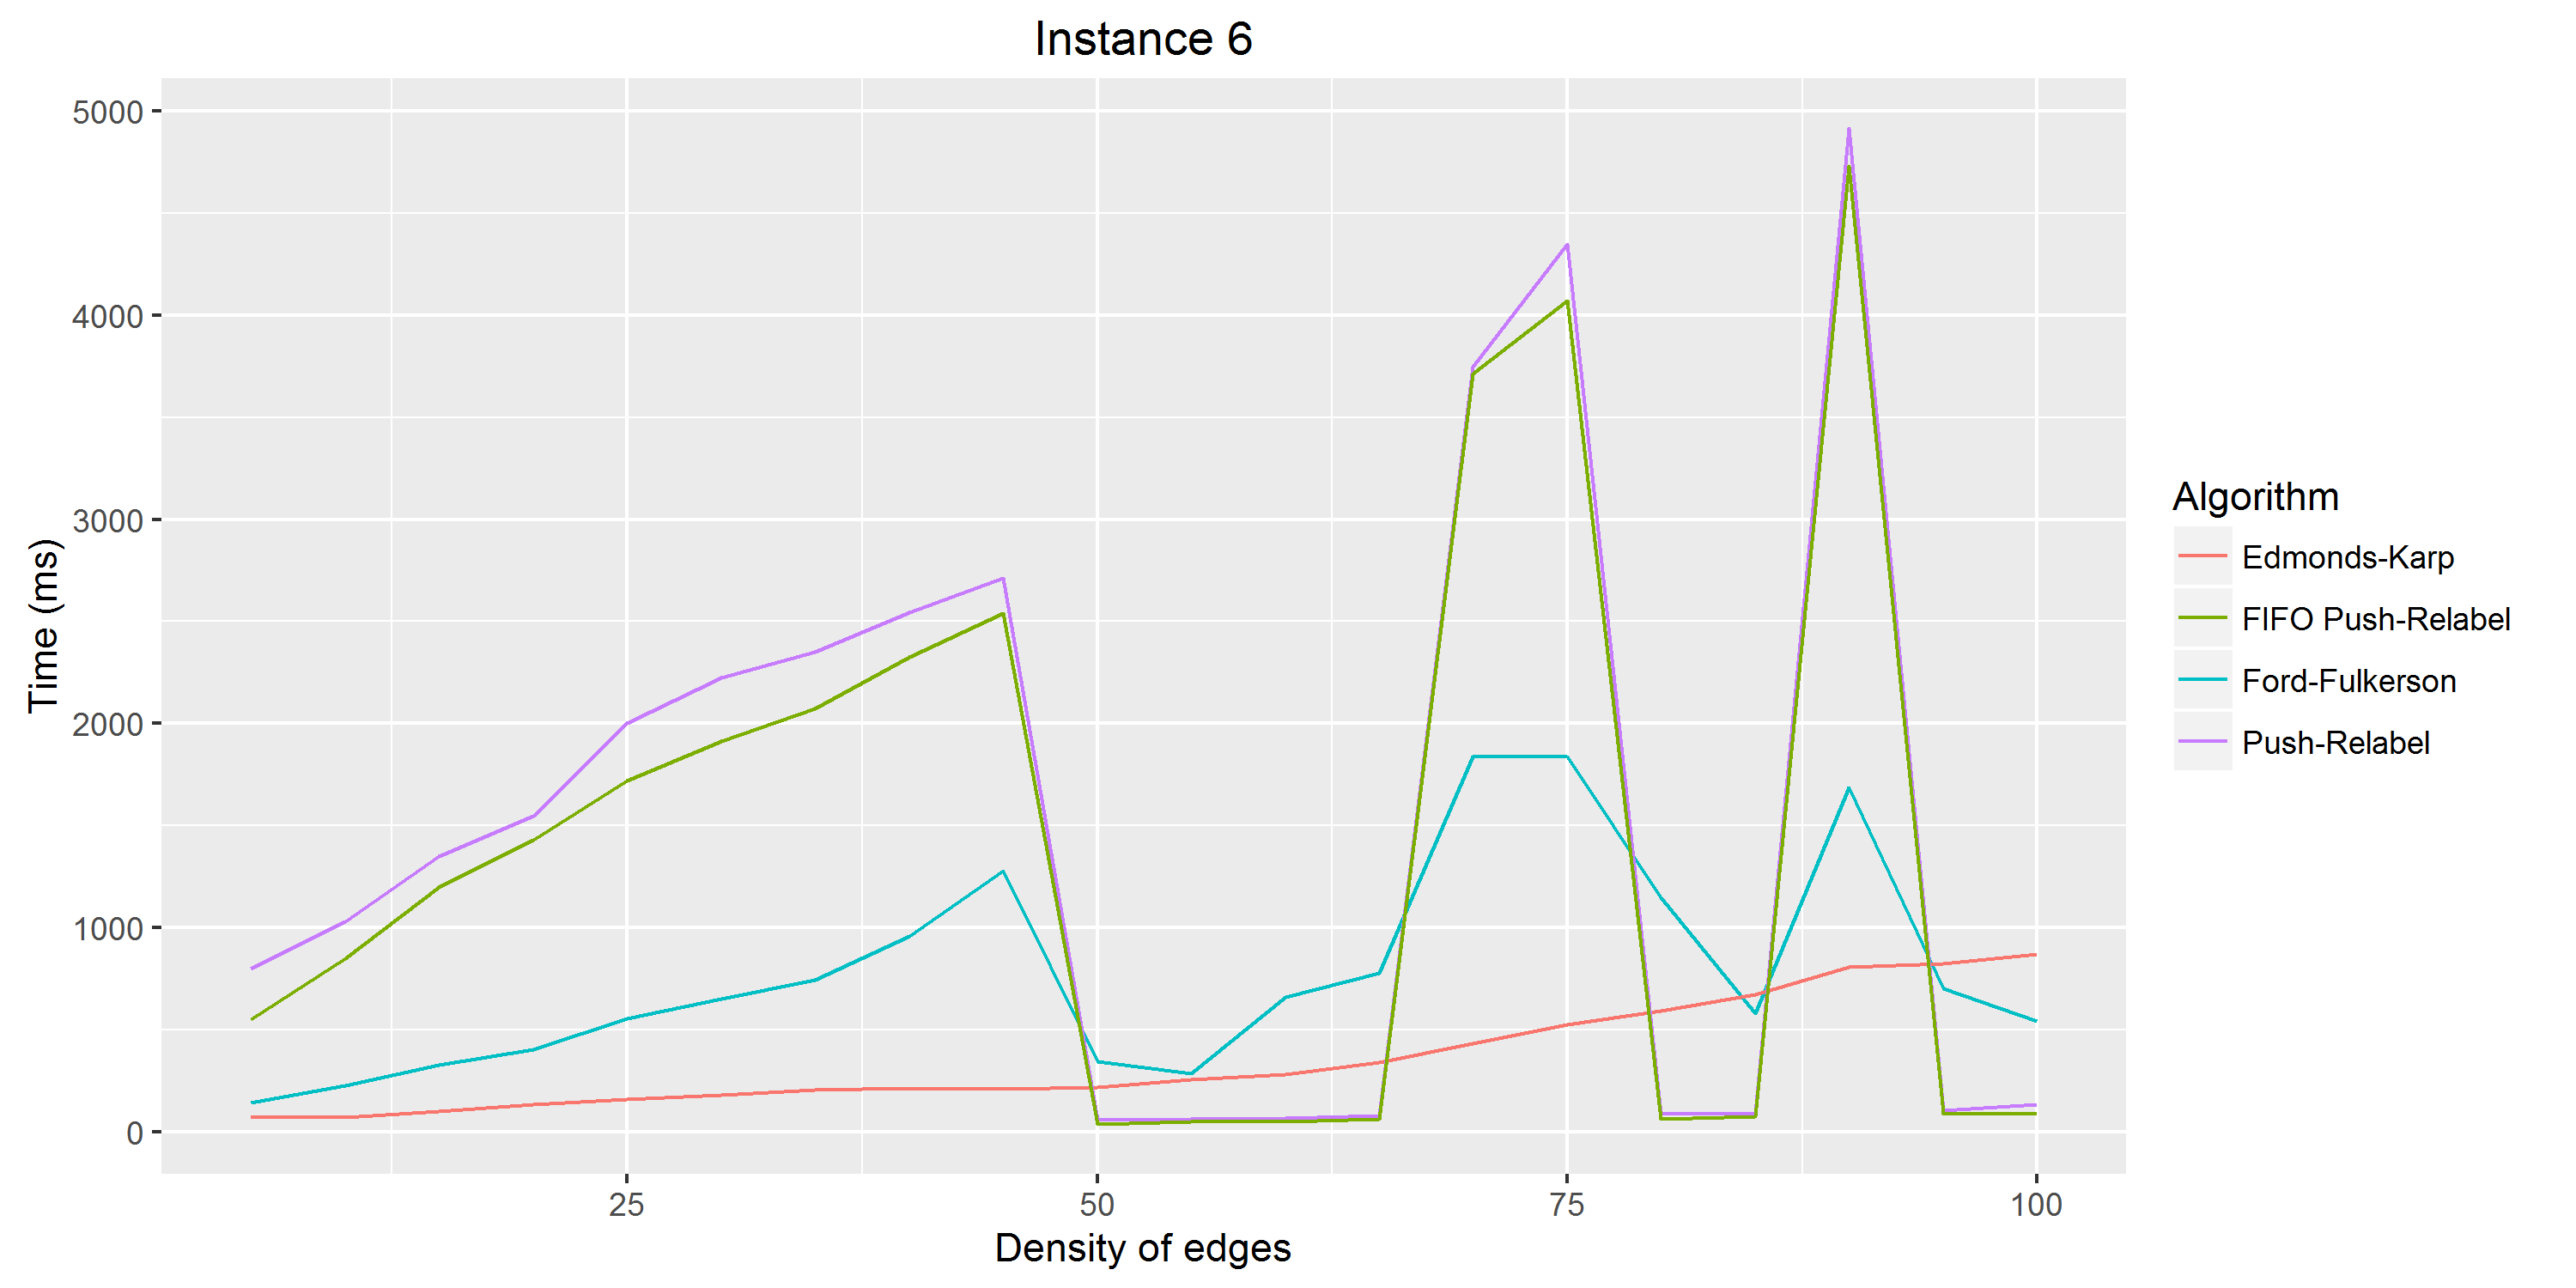 Instance 6
5000
4000
3000
2000
1000
0
Time (ms)
25 50 75 100
Density of edges
Algorithm
Edmonds-Karp
FIFO Push-Relabel
Ford-Fulkerson
Push-Relabel